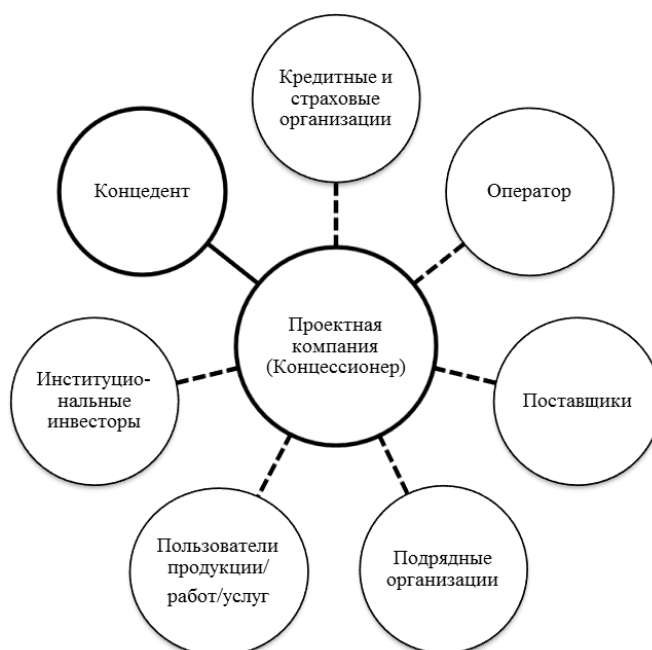 Кредитные и
страховые
организации
Концедент
Оператор
Проектная
компания
(Концессионер)
Институцио-
нальные
инвесторы
Поставщики
Пользователи
продукции/
работ/услуг
Подрядные
организации